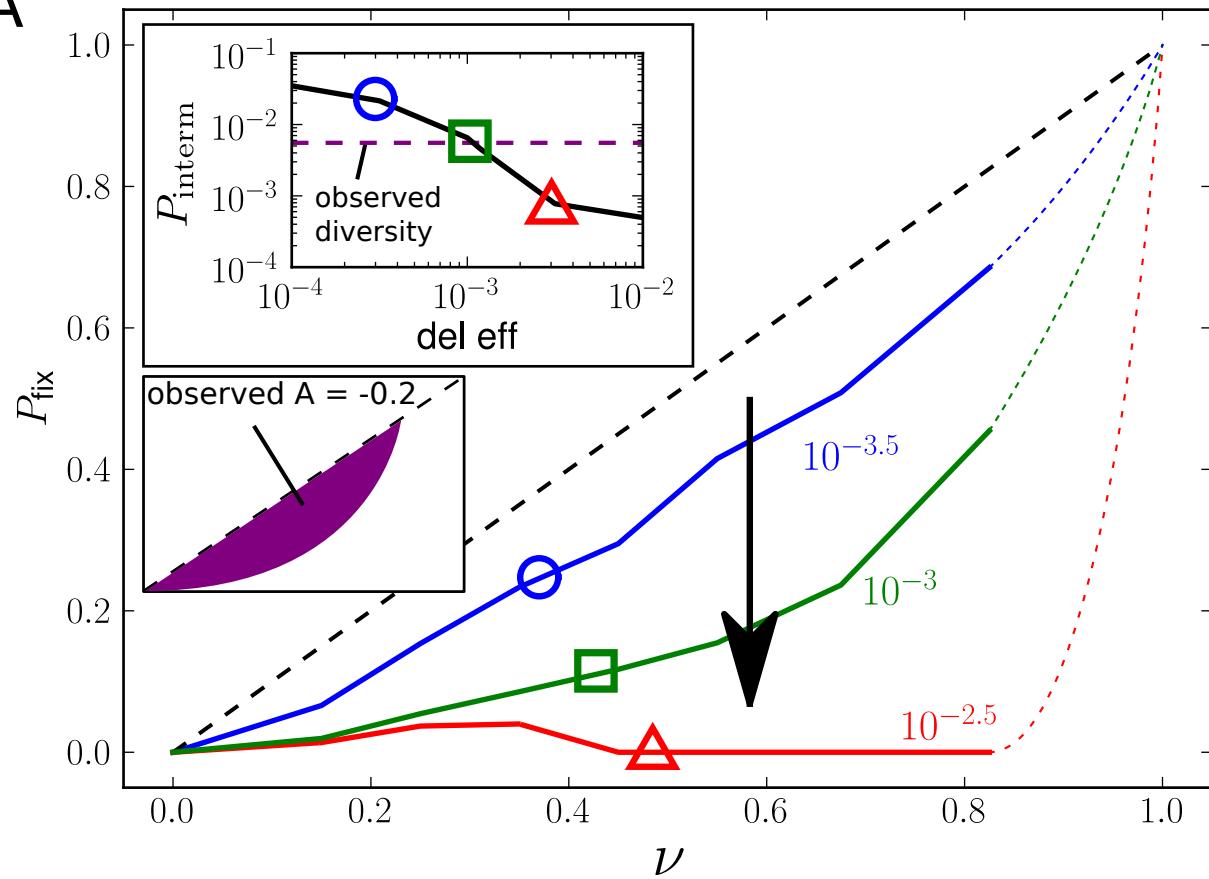 A
1.0
0.8
0.6
0.4
0.2
0.0
P_fix
0.0 0.2 0.4 0.6 0.8 1.0
ν
10^{-1}
10^{-2}
10^{-3}
10^{-4}
P_interm
observed
diversity
10^{-4} 10^{-3} 10^{-2}
del eff
observed A = -0.2
10^{-3.5}
10^{-3}
10^{-2.5}